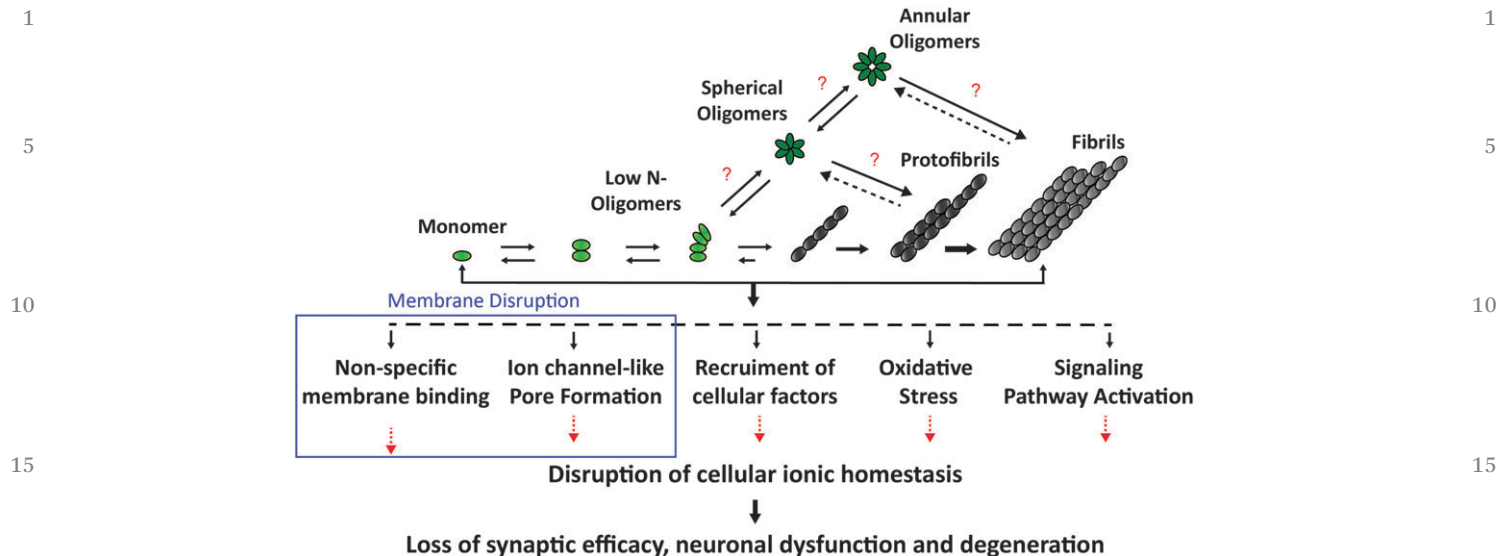 1
1
Annular
Oligomers
?
?
Spherical
Oligomers
5
5
Fibrils
?
Protofibrils
?
Low N-
Oligomers
Monomer
10
10
Membrane Disruption
Non-specific
membrane binding
Ion channel-like
Pore Formation
Recruiment of
cellular factors
Oxidative
Stress
Signaling
Pathway Activation
15
15
Disruption of cellular ionic homestasis
Loss of synaptic efficacy, neuronal dysfunction and degeneration